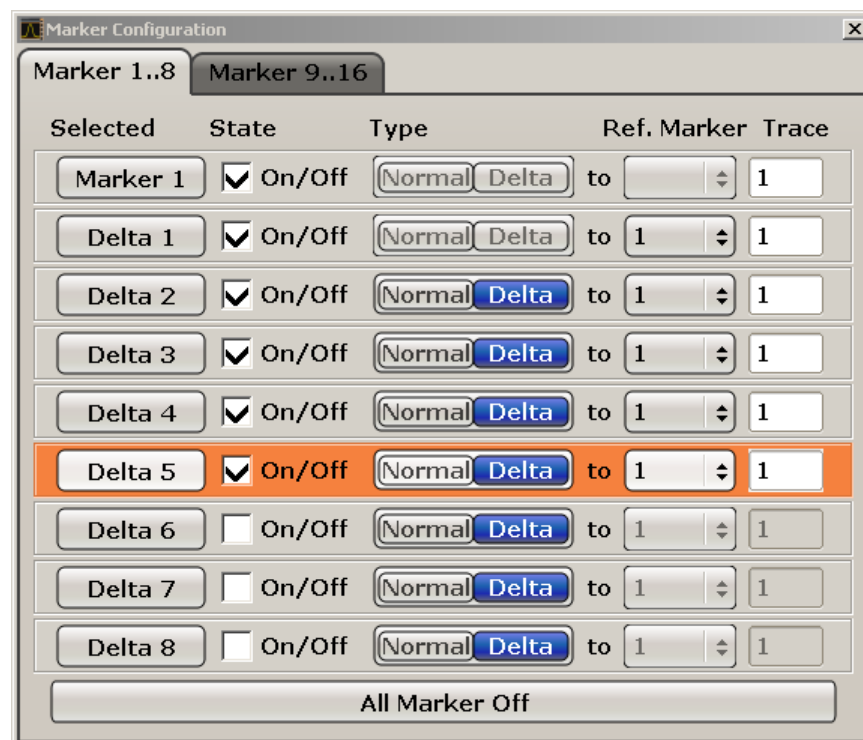 Marker Configuration
Marker 1..8 Marker 9..16
Selected State Type Ref. Marker Trace
Marker 1 On/Off Normal Delta to 1
Delta 1 On/Off Normal Delta to 1 1
Delta 2 On/Off Normal Delta to 1 1
Delta 3 On/Off Normal Delta to 1 1
Delta 4 On/Off Normal Delta to 1 1
Delta 5 On/Off Normal Delta to 1 1
Delta 6 On/Off Normal Delta to 1 1
Delta 7 On/Off Normal Delta to 1 1
Delta 8 On/Off Normal Delta to 1 1
All Marker Off